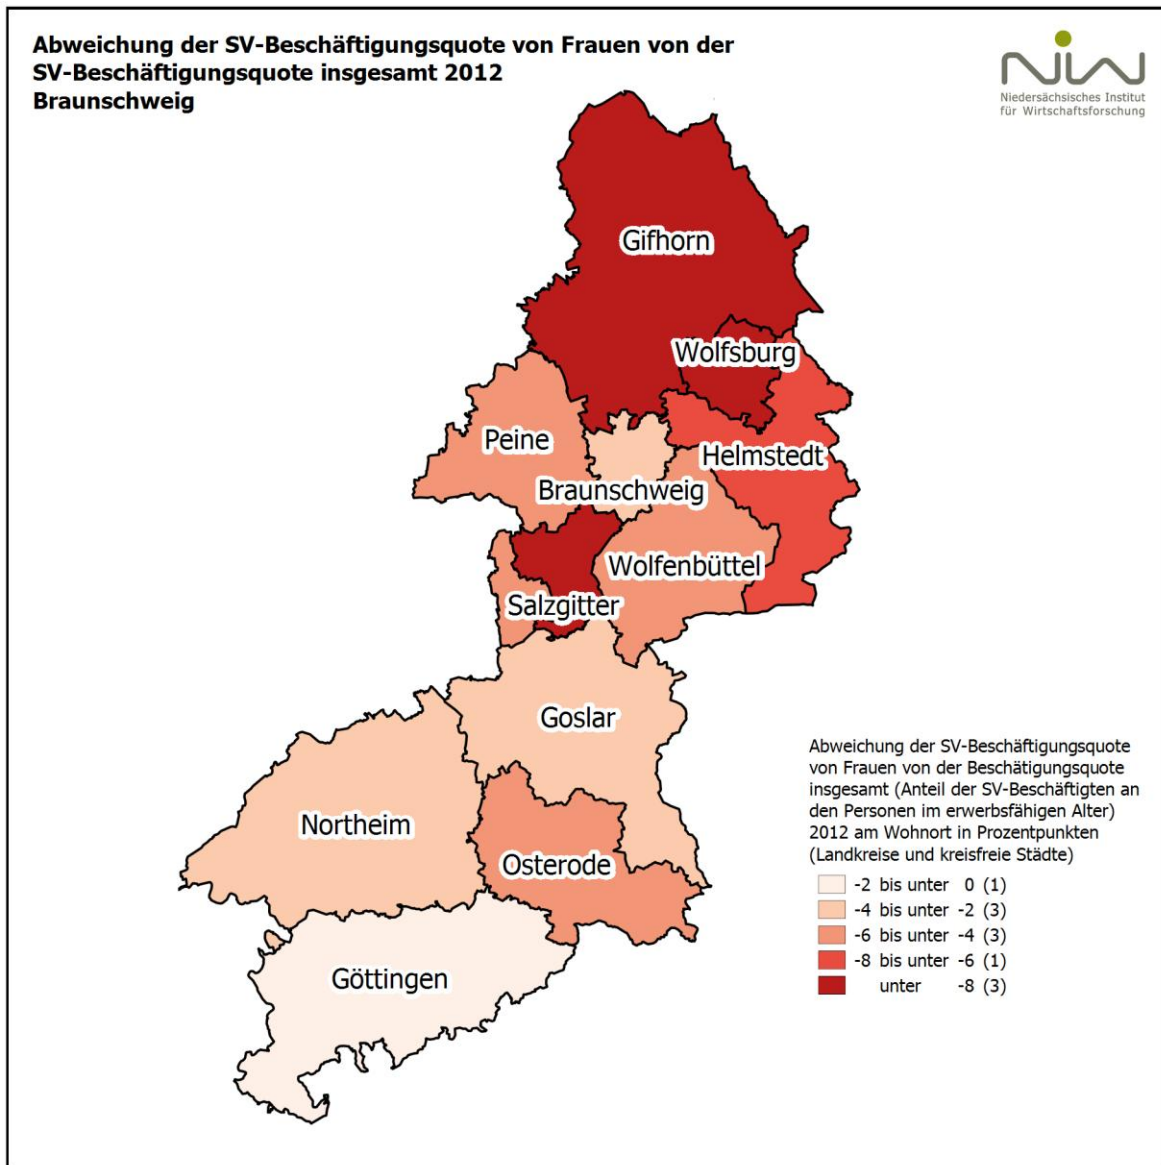 Abweichung der SV-Beschäftigungsquote von Frauen von der
SV-Beschäftigungsquote insgesamt 2012
Braunschweig
NIW
Niedersächsisches Institut
für Wirtschaftsforschung
Gifhorn
Wolfsburg
Peine
Helmstedt
Braunschweig
Wolfenbüttel
Salzgitter
Goslar
Northeim
Osterode
Göttingen
Abweichung der SV-Beschäftigungsquote
von Frauen von der Beschätigungsquote
insgesamt (Anteil der SV-Beschäftigten an
den Personen im erwerbsfähigen Alter)
2012 am Wohnort in Prozentpunkten
(Landkreise und kreisfreie Städte)
-2 bis unter 0 (1)
-4 bis unter -2 (3)
-6 bis unter -4 (3)
-8 bis unter -6 (1)
unter -8 (3)